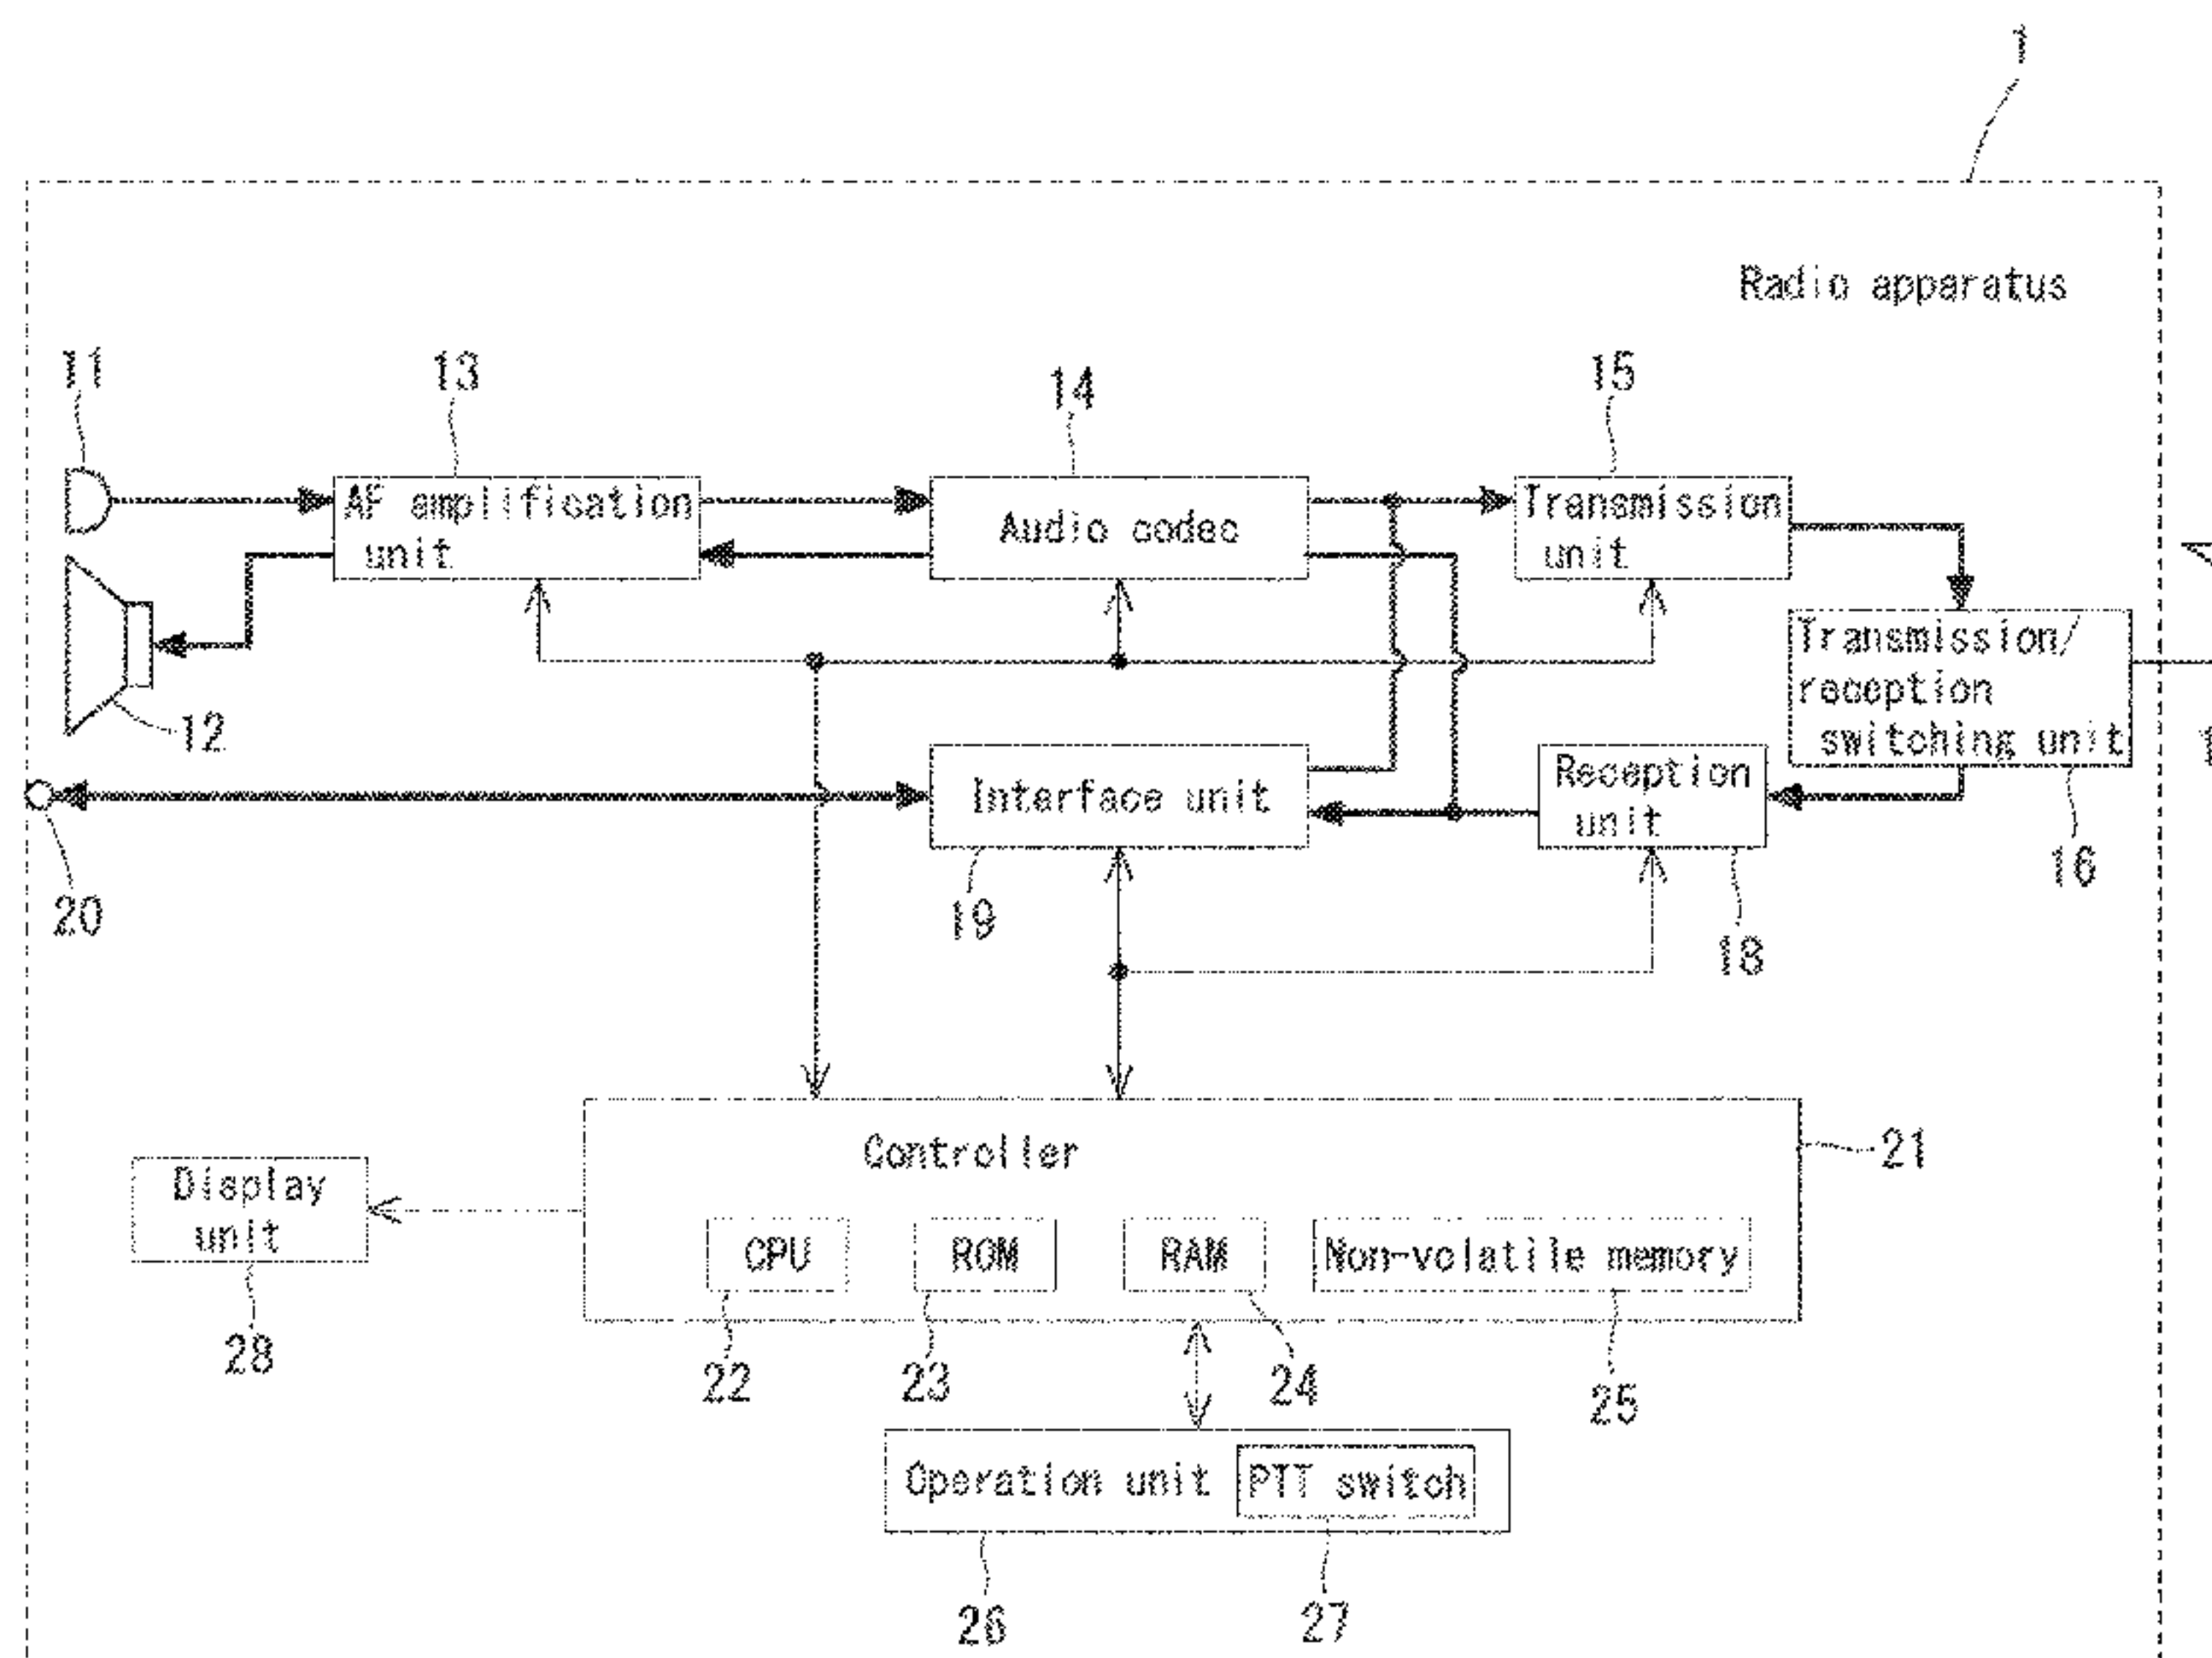 1
Radio apparatus
11
13
14
15
AF amplification
unit
Audio codec
Transmission
unit
Transmission/
reception
switching unit
12
Interface unit
Reception
unit
16
20
19
18
Controller
21
Display
unit
CPU
ROM
RAM
Non-volatile memory
28
22
23
24
25
Operation unit
PTT switch
26
27